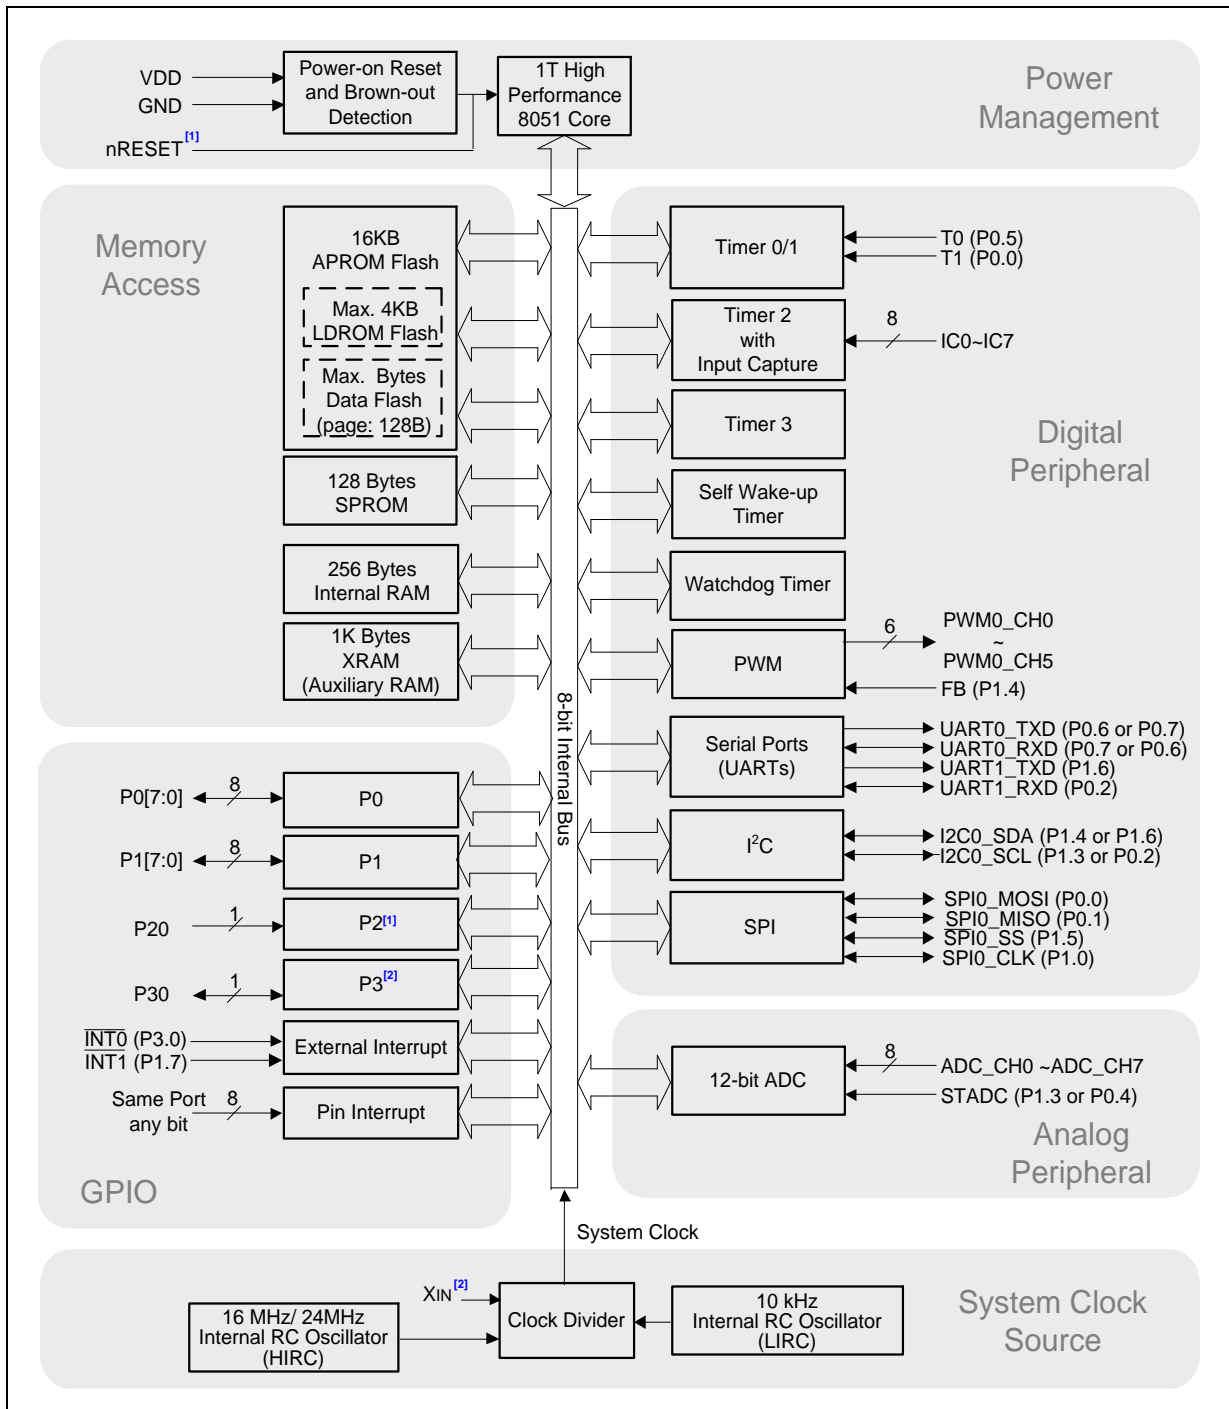 VDD
GND
nRESET[1]
Power-on Reset
and Brown-out
Detection
1T High
Performance
8051 Core
Power
Management
Memory
Access
16KB
APROM Flash
Max. 4KB
LDROM Flash
Max. Bytes
Data Flash
(page: 128B)
128 Bytes
SPROM
256 Bytes
Internal RAM
1K Bytes
XRAM
(Auxiliary RAM)
8-bit Internal Bus
Timer 0/1
T0 (P0.5)
T1 (P0.0)
Timer 2
with
Input Capture
8
IC0~IC7
Timer 3
Digital
Peripheral
Self Wake-up
Timer
Watchdog Timer
PWM
6
PWM0_CH0
~
PWM0_CH5
FB (P1.4)
Serial Ports
(UARTs)
UART0_TXD (P0.6 or P0.7)
UART0_RXD (P0.7 or P0.6)
UART1_TXD (P1.6)
UART1_RXD (P0.2)
I2C
I2C0_SDA (P1.4 or P1.6)
I2C0_SCL (P1.3 or P0.2)
SPI
SPI0_MOSI (P0.0)
SPI0_MISO (P0.1)
SPI0_SS (P1.5)
SPI0_CLK (P1.0)
P0[7:0]
8
P0
P1[7:0]
8
P1
P20
1
P2[1]
P30
1
P3[2]
INT0 (P3.0)
INT1 (P1.7)
External Interrupt
Same Port
any bit
8
Pin Interrupt
GPIO
12-bit ADC
8
ADC_CH0 ~ADC_CH7
STADC (P1.3 or P0.4)
Analog
Peripheral
System Clock
XIN[2]
16 MHz/ 24MHz
Internal RC Oscillator
(HIRC)
Clock Divider
10 kHz
Internal RC Oscillator
(LIRC)
System Clock
Source